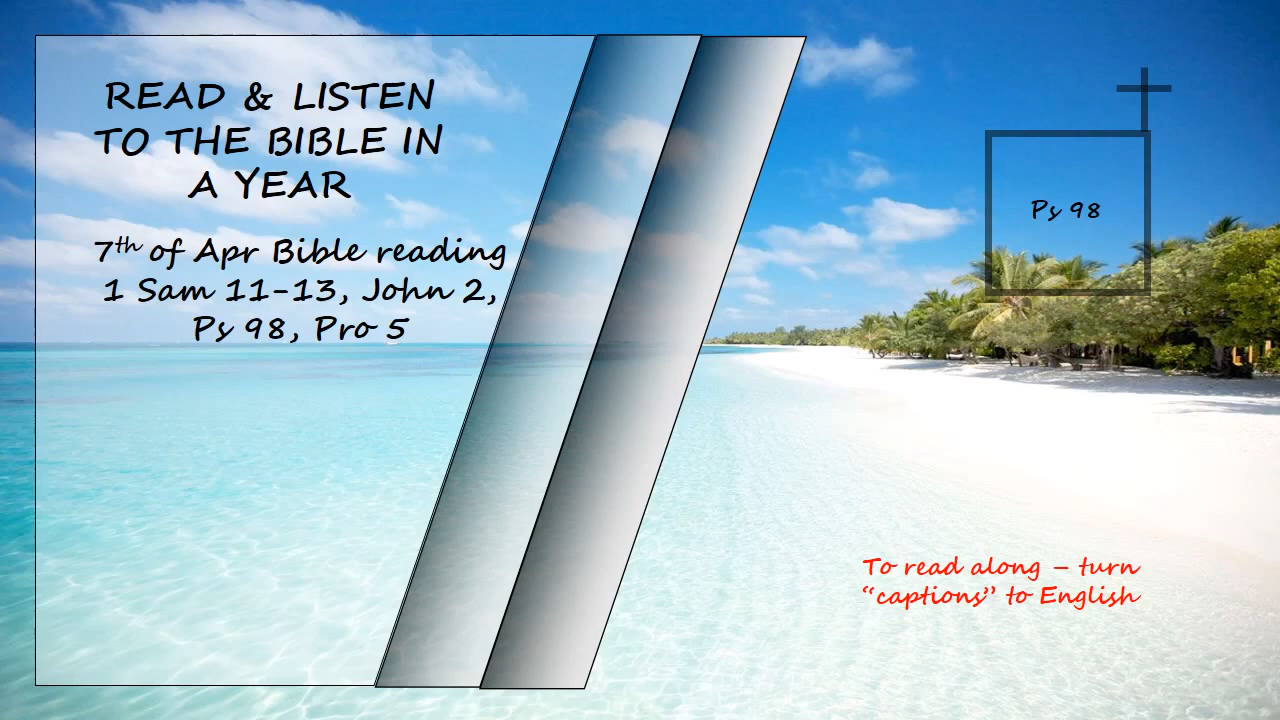 READ & LISTEN
TO THE BIBLE IN
A YEAR
7th of Apr Bible reading
1 Sam 11-13, John 2,
Ps 98, Pro 5
Ps 98
To read along – turn
“captions” to English